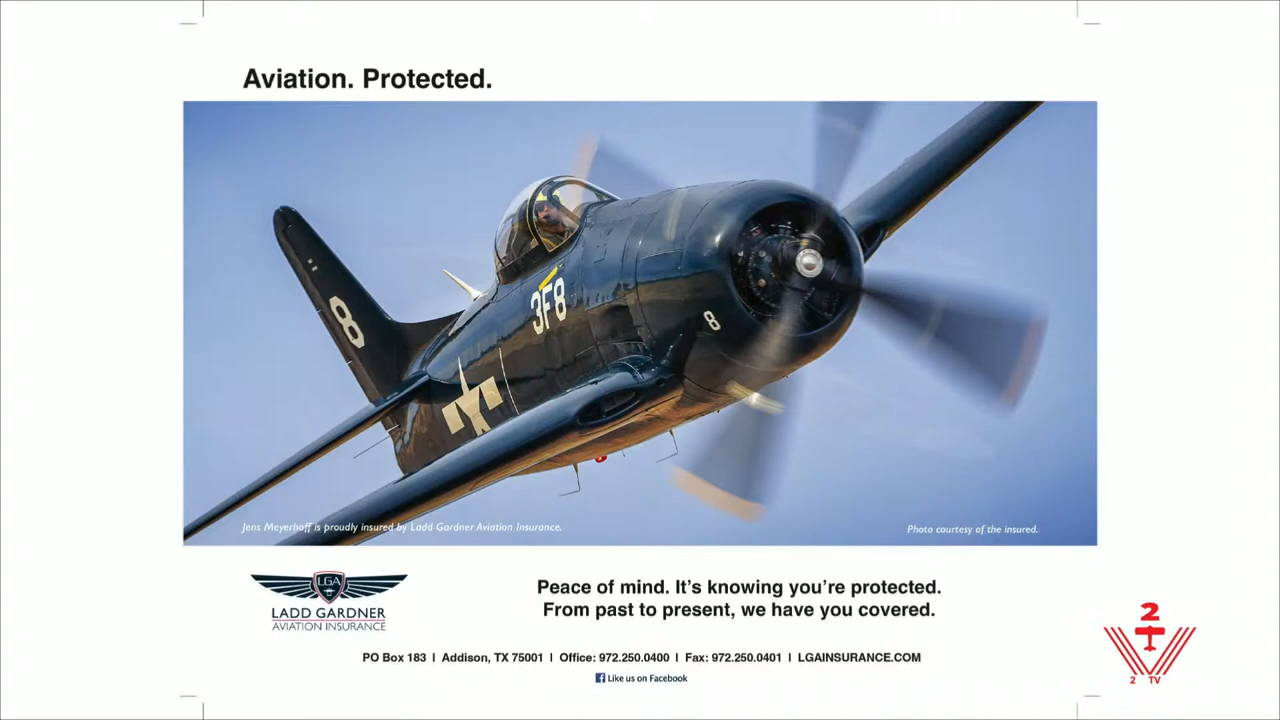 Aviation. Protected.
8
3F8
8
Jens Meyerhoff is proudly insured by Ladd Gardner Aviation Insurance.
Photo courtesy of the insured.
LGA
LADD GARDNER
AVIATION INSURANCE
Peace of mind. It's knowing you're protected.
From past to present, we have you covered.
PO Box 183 I Addison, TX 75001 I Office: 972.250.0400 I Fax: 972.250.0401 I LGAINSURANCE.COM
Like us on Facebook
2
2 TV